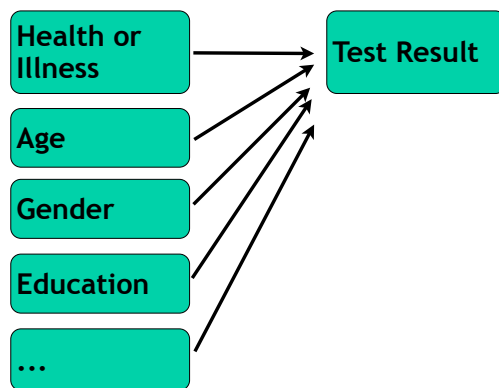 Health or
Illness
Test Result
Age
Gender
Education
...